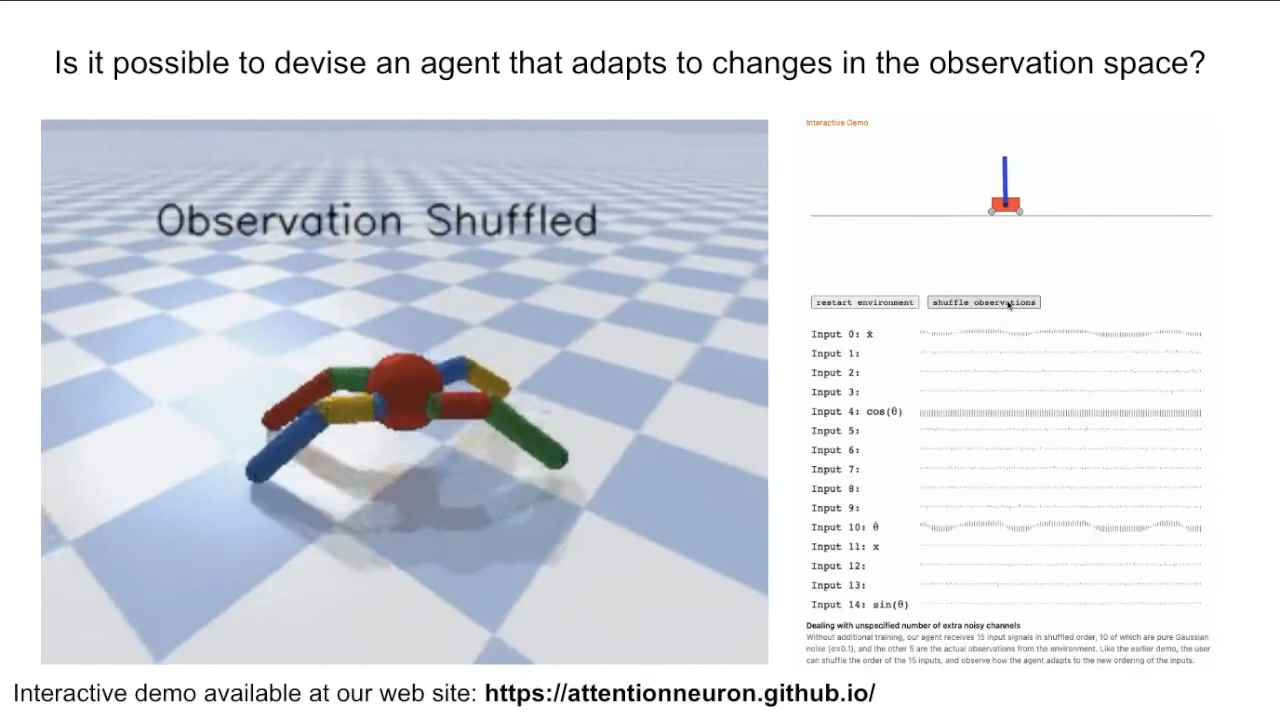 Is it possible to devise an agent that adapts to changes in the observation space?
Observation Shuffled
Interactive Demo
restart environment
shuffle observations
Input 0: ẋ
Input 1:
Input 2:
Input 3:
Input 4: cos(θ)
Input 5:
Input 6:
Input 7:
Input 8:
Input 9:
Input 10: θ̇
Input 11: x
Input 12:
Input 13:
Input 14: sin(θ)
Dealing with unspecified number of extra noisy channels
Without additional training, our agent receives 15 input signals in shuffled order, 10 of which are pure Gaussian
noise (σ=0.1), and the other 5 are the actual observations from the environment. Like the earlier demo, the user
can shuffle the order of the 15 inputs, and observe how the agent adapts to the new ordering of the inputs.
Interactive demo available at our web site: https://attentionneuron.github.io/